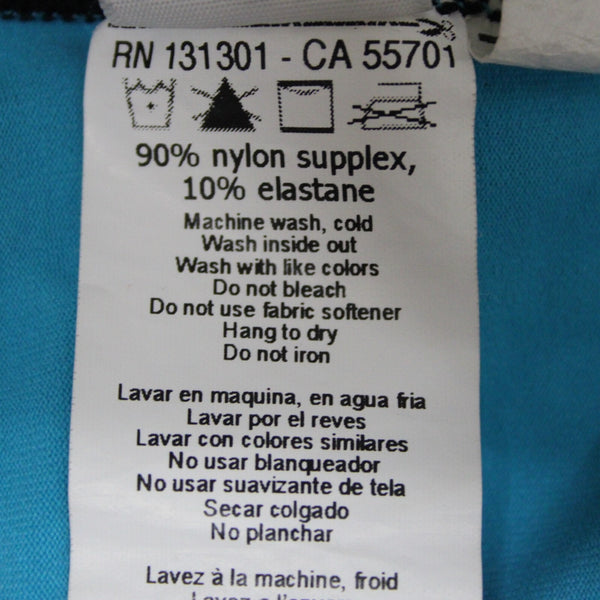 RN 131301 - CA 55701
90% nylon supplex,
10% elastane
Machine wash, cold
Wash inside out
Wash with like colors
Do not bleach
Do not use fabric softener
Hang to dry
Do not iron
Lavar en maquina, en agua fria
Lavar por el reves
Lavar con colores similares
No usar blanqueador
No usar suavizante de tela
Secar colgado
No planchar
Lavez à la machine, froid